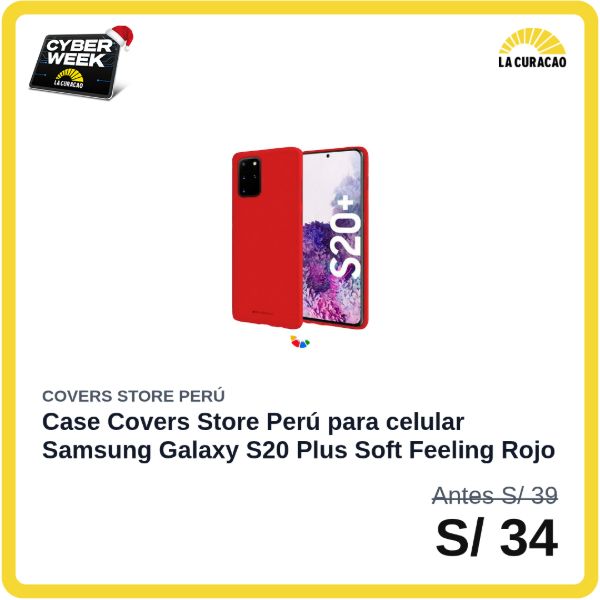 CYBER
WEEK
LA CURACAO
LA CURACAO
S20+
COVERS STORE PERÚ
Case Covers Store Perú para celular
Samsung Galaxy S20 Plus Soft Feeling Rojo
Antes S/ 39
S/ 34